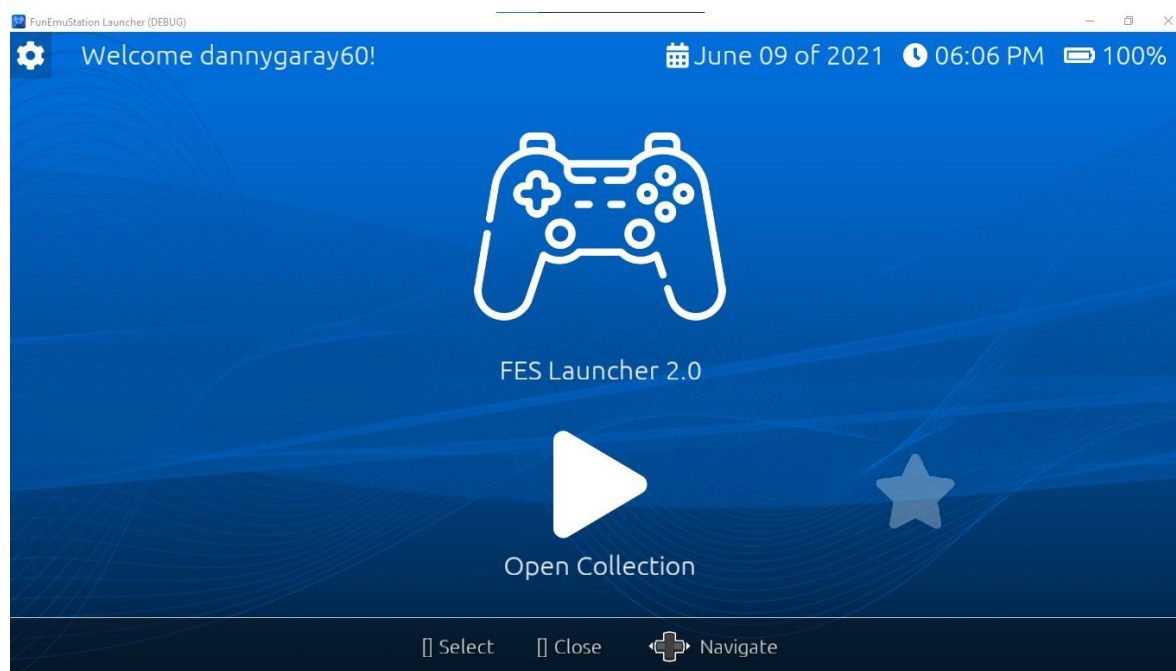 FunEmuStation Launcher (DEBUG)
Welcome dannygaray60! June 09 of 2021 06:06 PM 100%
FES Launcher 2.0
Open Collection
[] Select [] Close Navigate